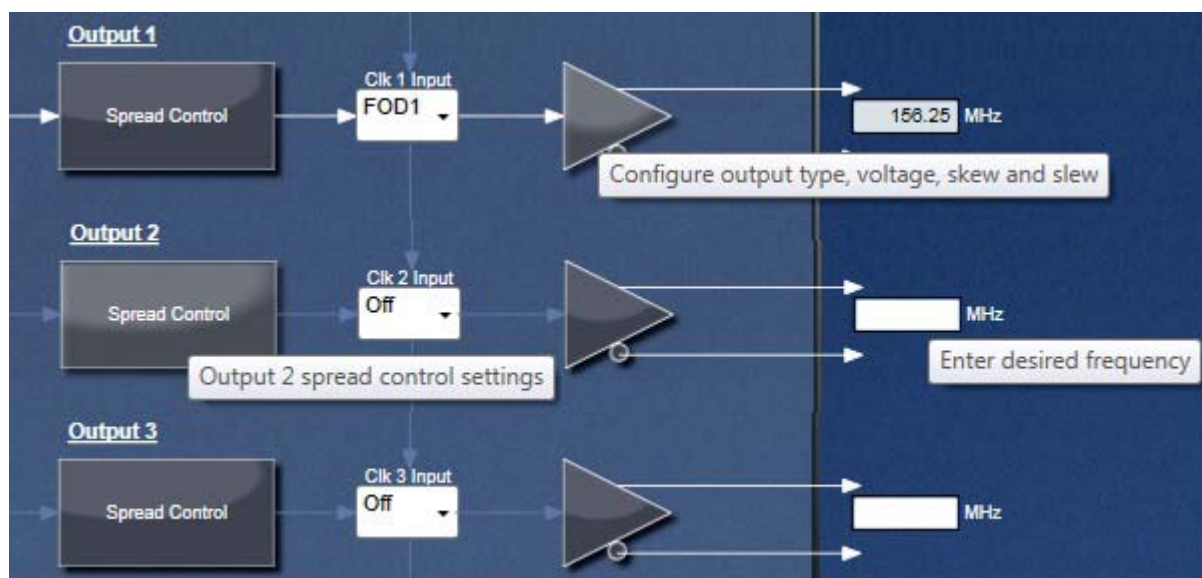 Output 1
Clk 1 Input
Spread Control
FOD1
156.25 MHz
Configure output type, voltage, skew and slew
Output 2
Clk 2 Input
Off
Spread Control
MHz
Output 2 spread control settings
Enter desired frequency
Output 3
Clk 3 Input
Off
Spread Control
MHz